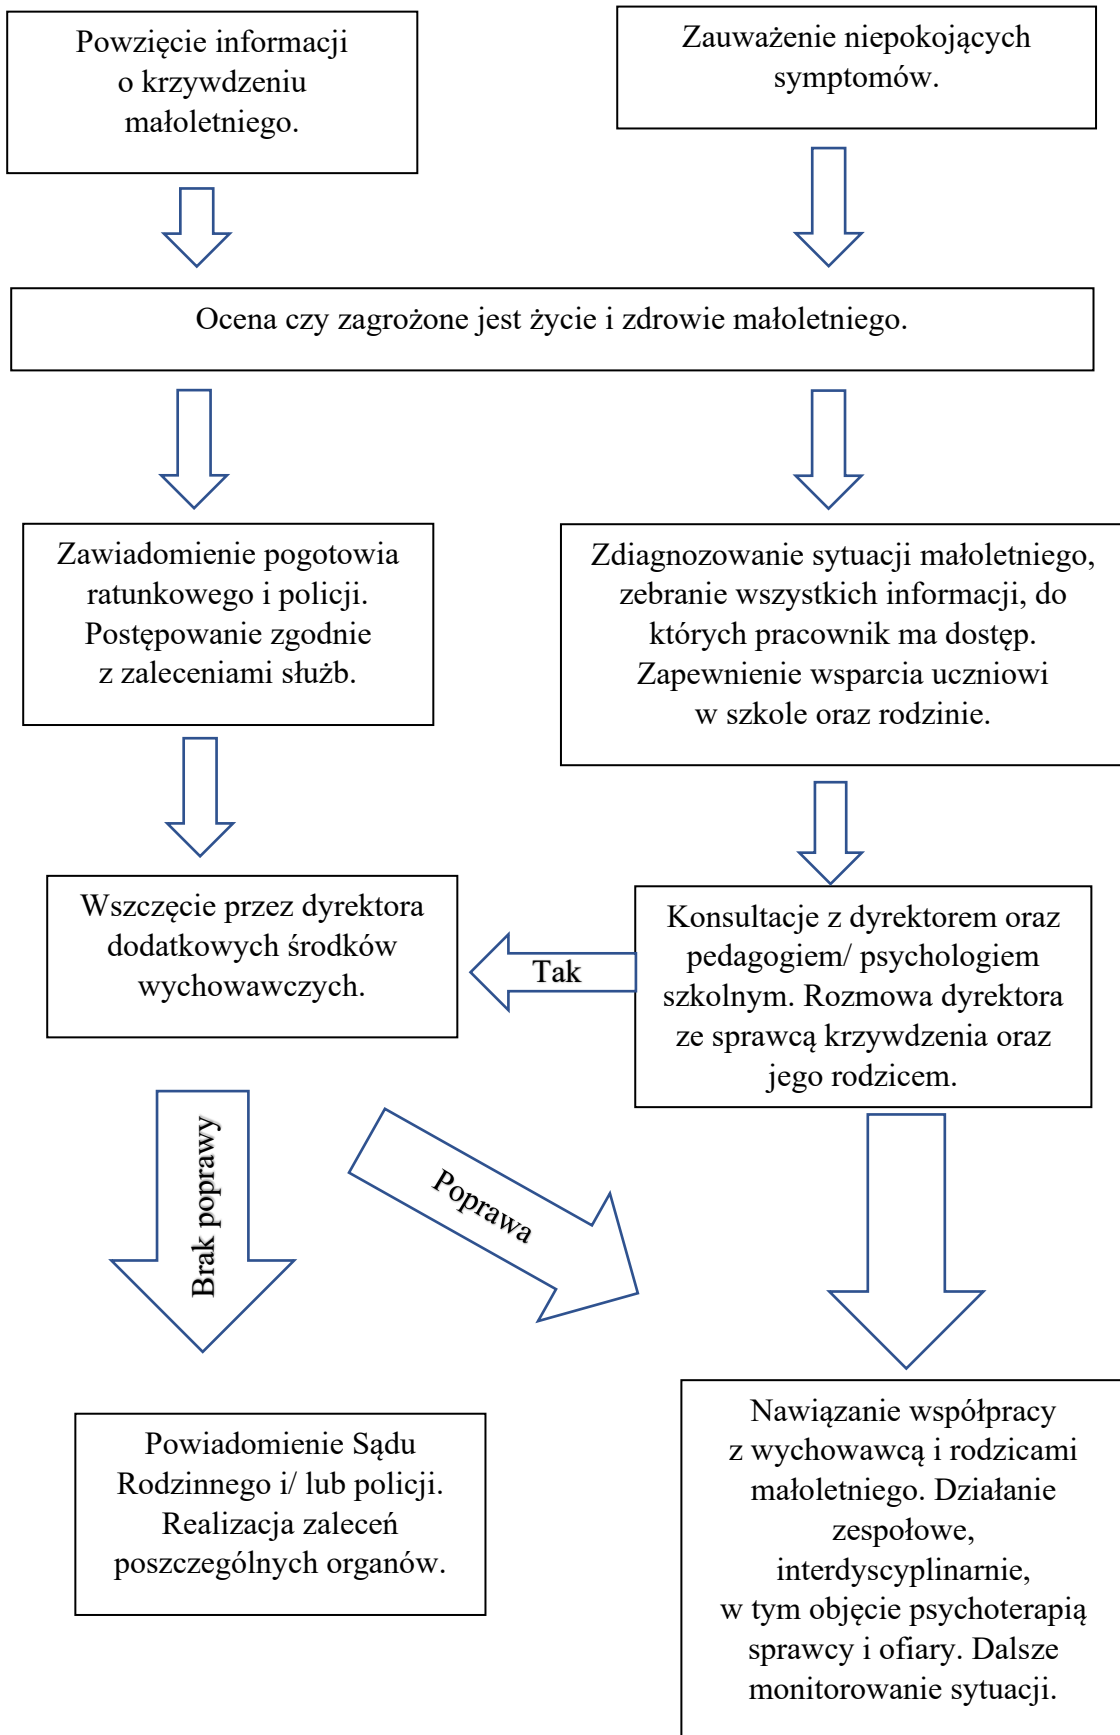 Powzięcie informacji
o krzywdzeniu
małoletniego.
Zauważenie niepokojących
symptomów.
Ocena czy zagrożone jest życie i zdrowie małoletniego.
Zawiadomienie pogotowia
ratunkowego i policji.
Postępowanie zgodnie
z zaleceniami służb.
Zdiagnozowanie sytuacji małoletniego,
zebranie wszystkich informacji, do
których pracownik ma dostęp.
Zapewnienie wsparcia uczniowi
w szkole oraz rodzinie.
Wszczęcie przez dyrektora
dodatkowych środków
wychowawczych.
Tak
Konsultacje z dyrektorem oraz
pedagogiem/ psychologiem
szkolnym. Rozmowa dyrektora
ze sprawcą krzywdzenia oraz
jego rodzicem.
Brak poprawy
Poprawa
Powiadomienie Sądu
Rodzinnego i/ lub policji.
Realizacja zaleceń
poszczególnych organów.
Nawiązanie współpracy
z wychowawcą i rodzicami
małoletniego. Działanie
zespołowe,
interdyscyplinarnie,
w tym objęcie psychoterapią
sprawcy i ofiary. Dalsze
monitorowanie sytuacji.